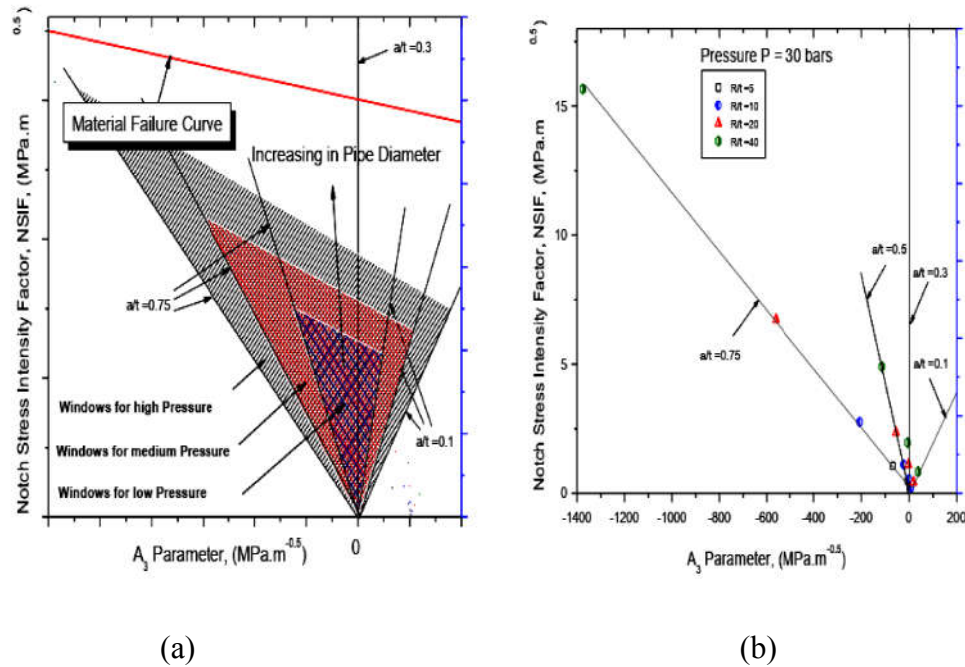 Notch Stress Intensity Factor, NSIF, (MPa.m^0.5)
a/t=0.3
Material Failure Curve
Increasing in Pipe Diameter
a/t=0.75
Windows for high Pressure
Windows for medium Pressure
Windows for low Pressure
a/t=0.1
0
A₃ Parameter, (MPa.m^-0.5)
(a)
Notch Stress Intensity Factor, NSIF, (MPa.m^0.5)
Pressure P = 30 bars
R/t=5
R/t=10
R/t=20
R/t=40
15
10
5
0
a/t=0.5
a/t=0.3
a/t=0.75
a/t=0.1
-1400 -1200 -1000 -800 -600 -400 -200 0 200
A₃ Parameter, (MPa.m^-0.5)
(b)